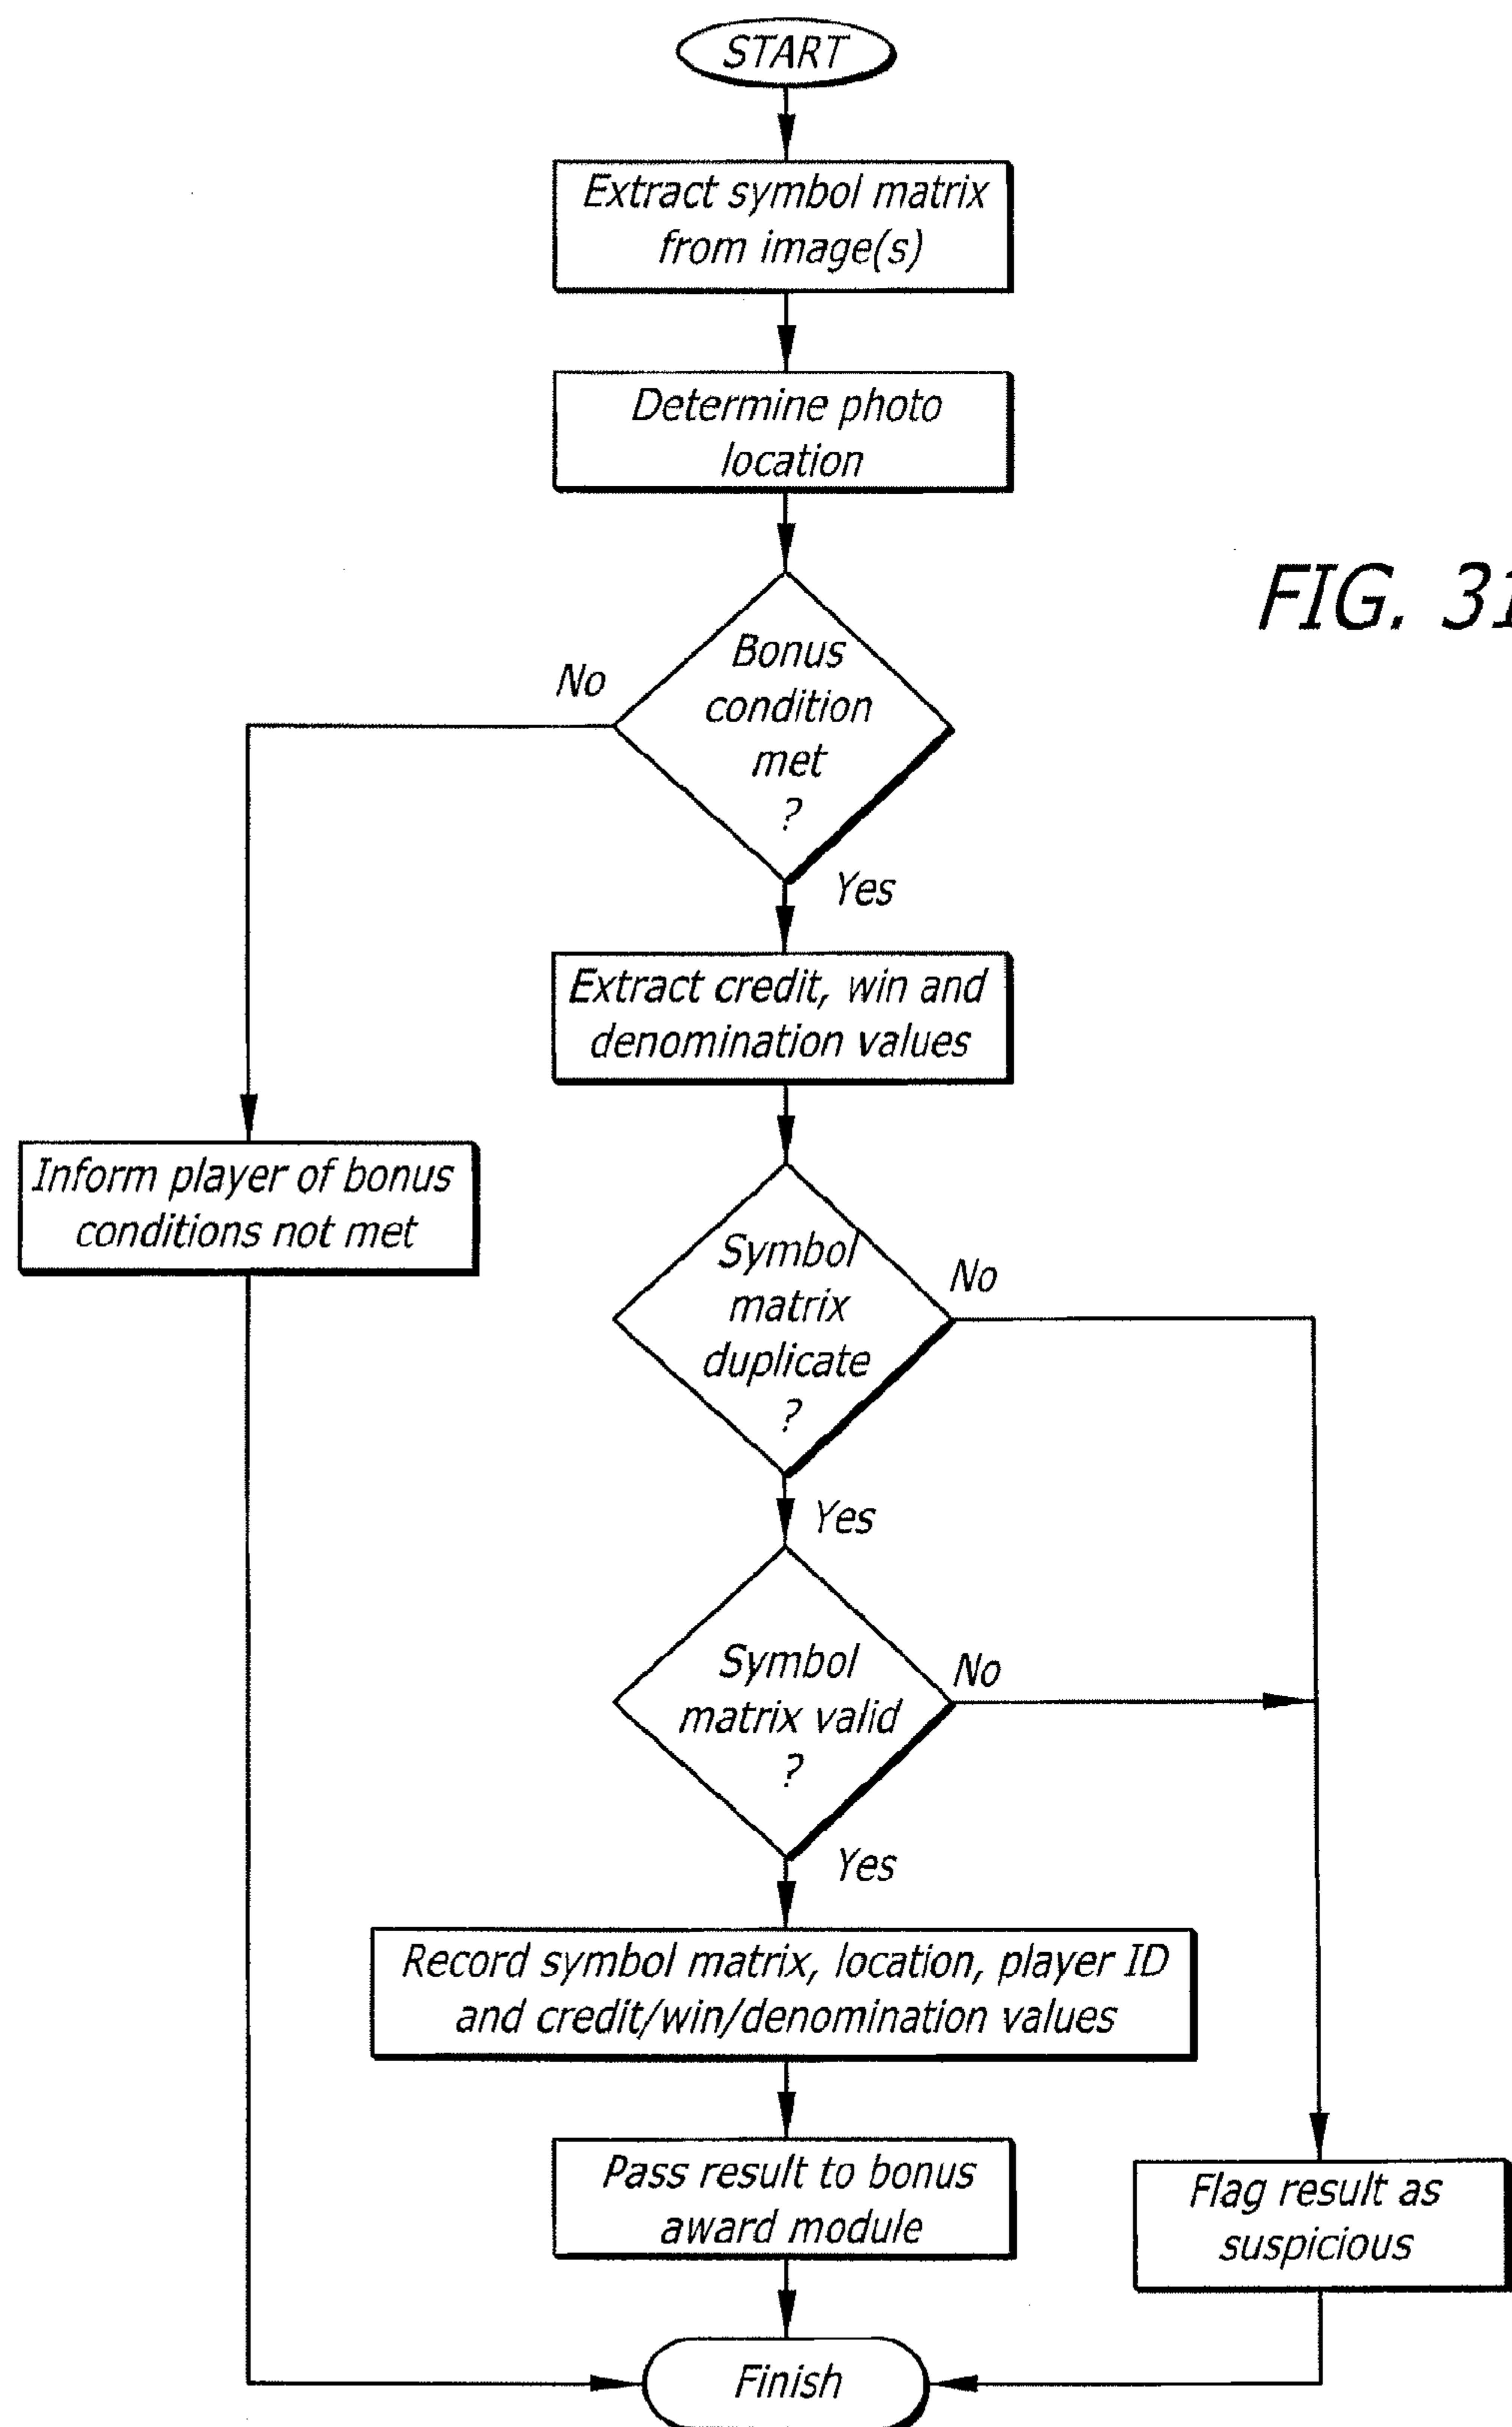 START
Extract symbol matrix
from image(s)
Determine photo
location
FIG. 31
Bonus
condition
met
?
No
Yes
Extract credit, win and
denomination values
Inform player of bonus
conditions not met
Symbol
matrix
duplicate
?
No
Yes
Symbol
matrix valid
?
No
Yes
Record symbol matrix, location, player ID
and credit/win/denomination values
Pass result to bonus
award module
Flag result as
suspicious
Finish